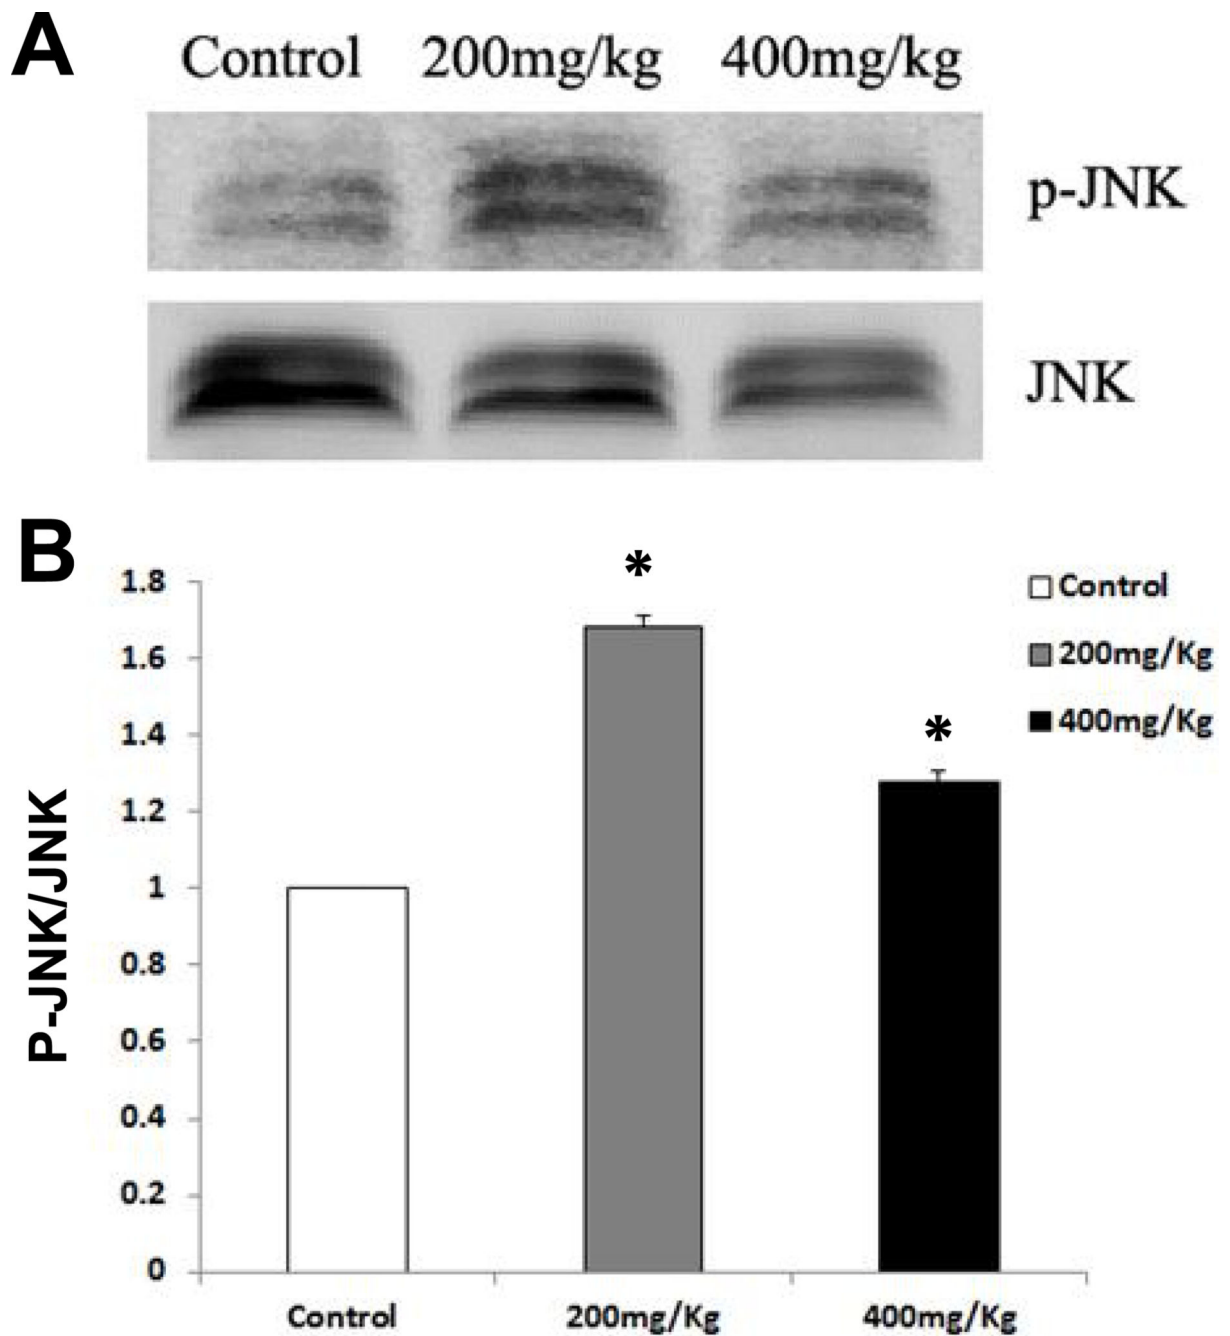 A
Control 200mg/kg 400mg/kg
p-JNK
JNK
B
*
*
1.8
1.6
1.4
1.2
1
0.8
0.6
0.4
0.2
0
P-JNK/JNK
Control
200mg/Kg
400mg/Kg
Control 200mg/Kg 400mg/Kg